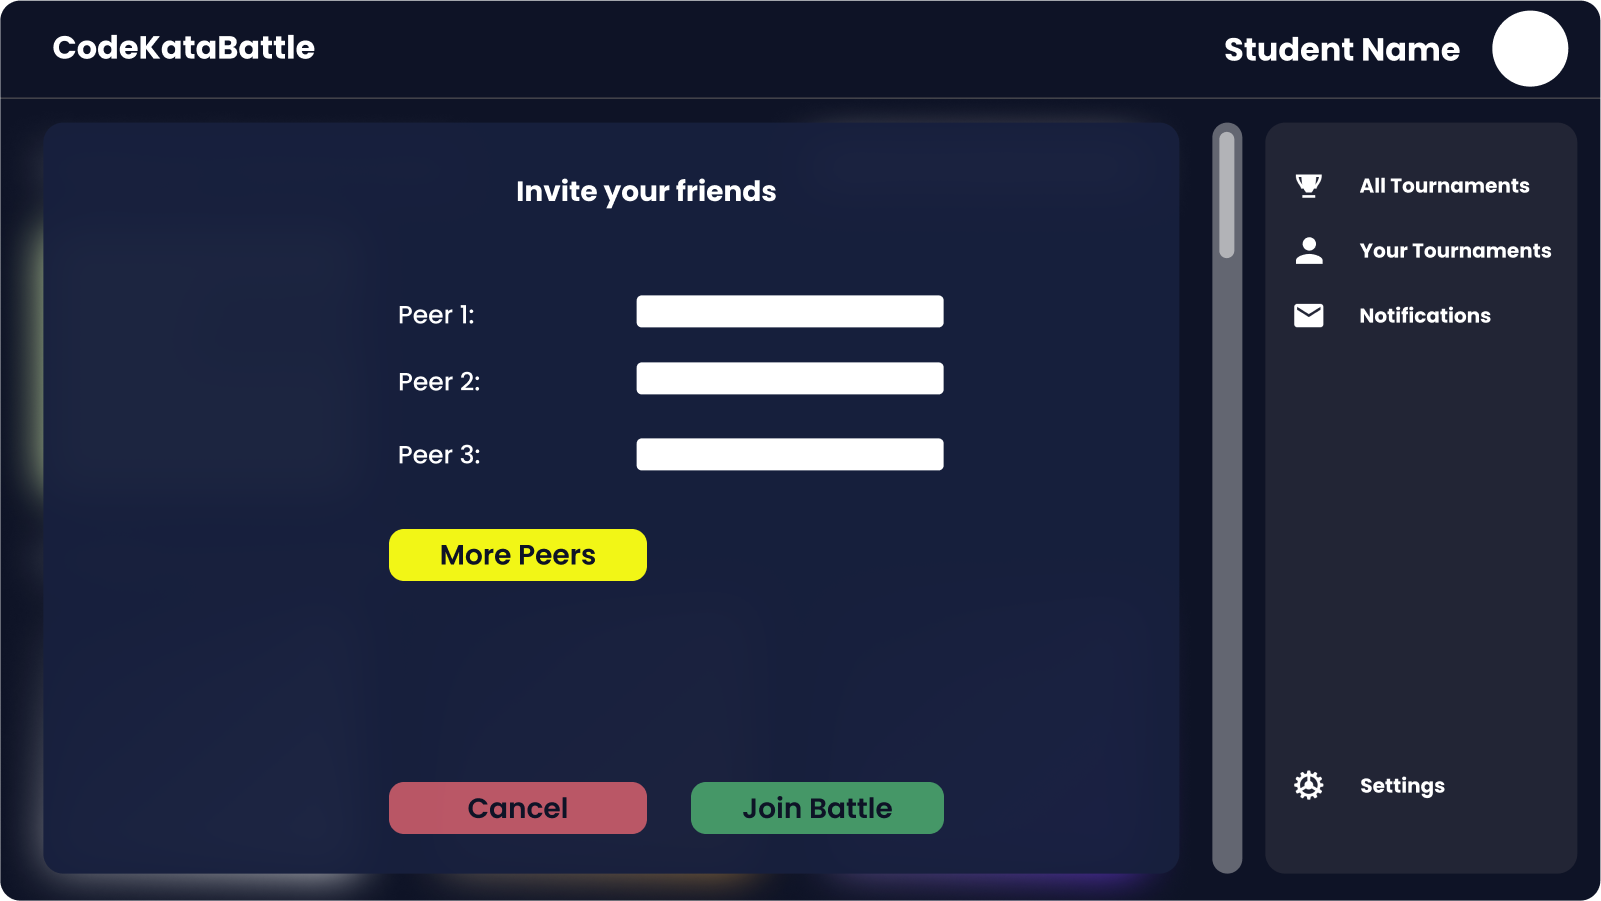 CodeKataBattle
Student Name
Invite your friends
Peer 1:
Peer 2:
Peer 3:
More Peers
Cancel
Join Battle
All Tournaments
Your Tournaments
Notifications
Settings